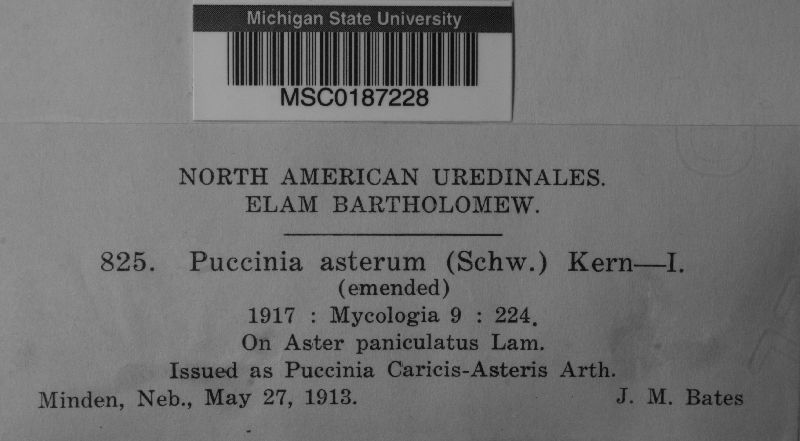 Michigan State University
MSC0187228
NORTH AMERICAN UREDINALES.
ELAM BARTHOLOMEW.
825. Puccinia asterum (Schw.) Kern—I.
(emended)
1917 : Mycologia 9 : 224.
On Aster paniculatus Lam.
Issued as Puccinia Caricis-Asteris Arth.
Minden, Neb., May 27, 1913. J. M. Bates